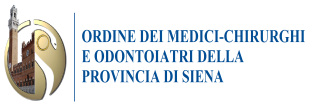 ORDINE DEI MEDICI-CHIRURGHI
E ODONTOIATRI DELLA
PROVINCIA DI SIENA